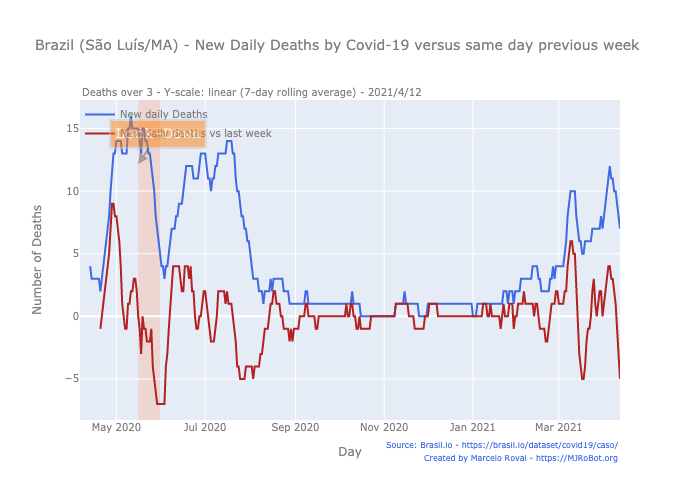 Brazil (São Luís/MA) - New Daily Deaths by Covid-19 versus same day previous week
Deaths over 3 - Y-scale: linear (7-day rolling average) - 2021/4/12
New daily Deaths
Lock-Down
vs last week
15
10
5
0
−5
Number of Deaths
May 2020
Jul 2020
Sep 2020
Nov 2020
Jan 2021
Mar 2021
Day
Source: Brasil.io - https://brasil.io/dataset/covid19/caso/
Created by Marcelo Rovai - https://MJRoBot.org